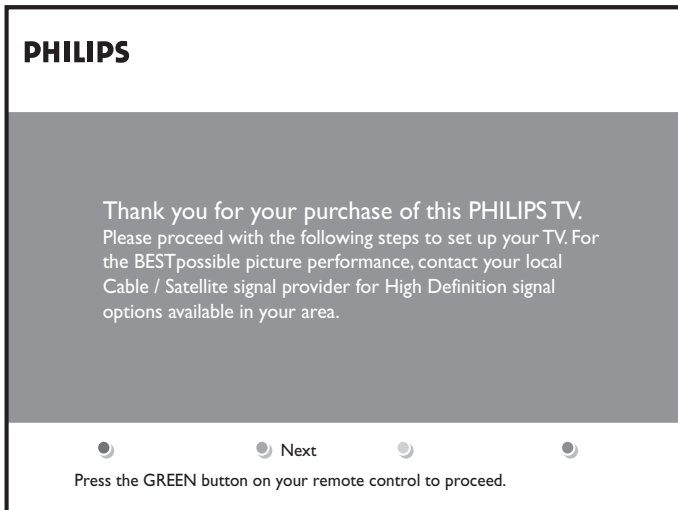 PHILIPS
Thank you for your purchase of this PHILIPS TV.
Please proceed with the following steps to set up your TV. For
the BESTpossible picture performance, contact your local
Cable / Satellite signal provider for High Definition signal
options available in your area.
Next
Press the GREEN button on your remote control to proceed.